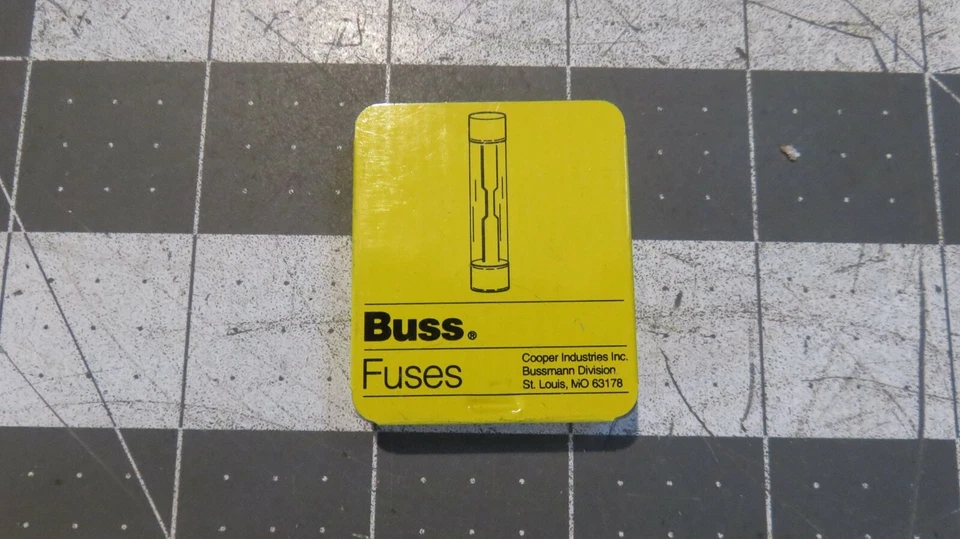 Buss®
Fuses
Cooper Industries Inc.
Bussmann Division
St. Louis, MO 63178